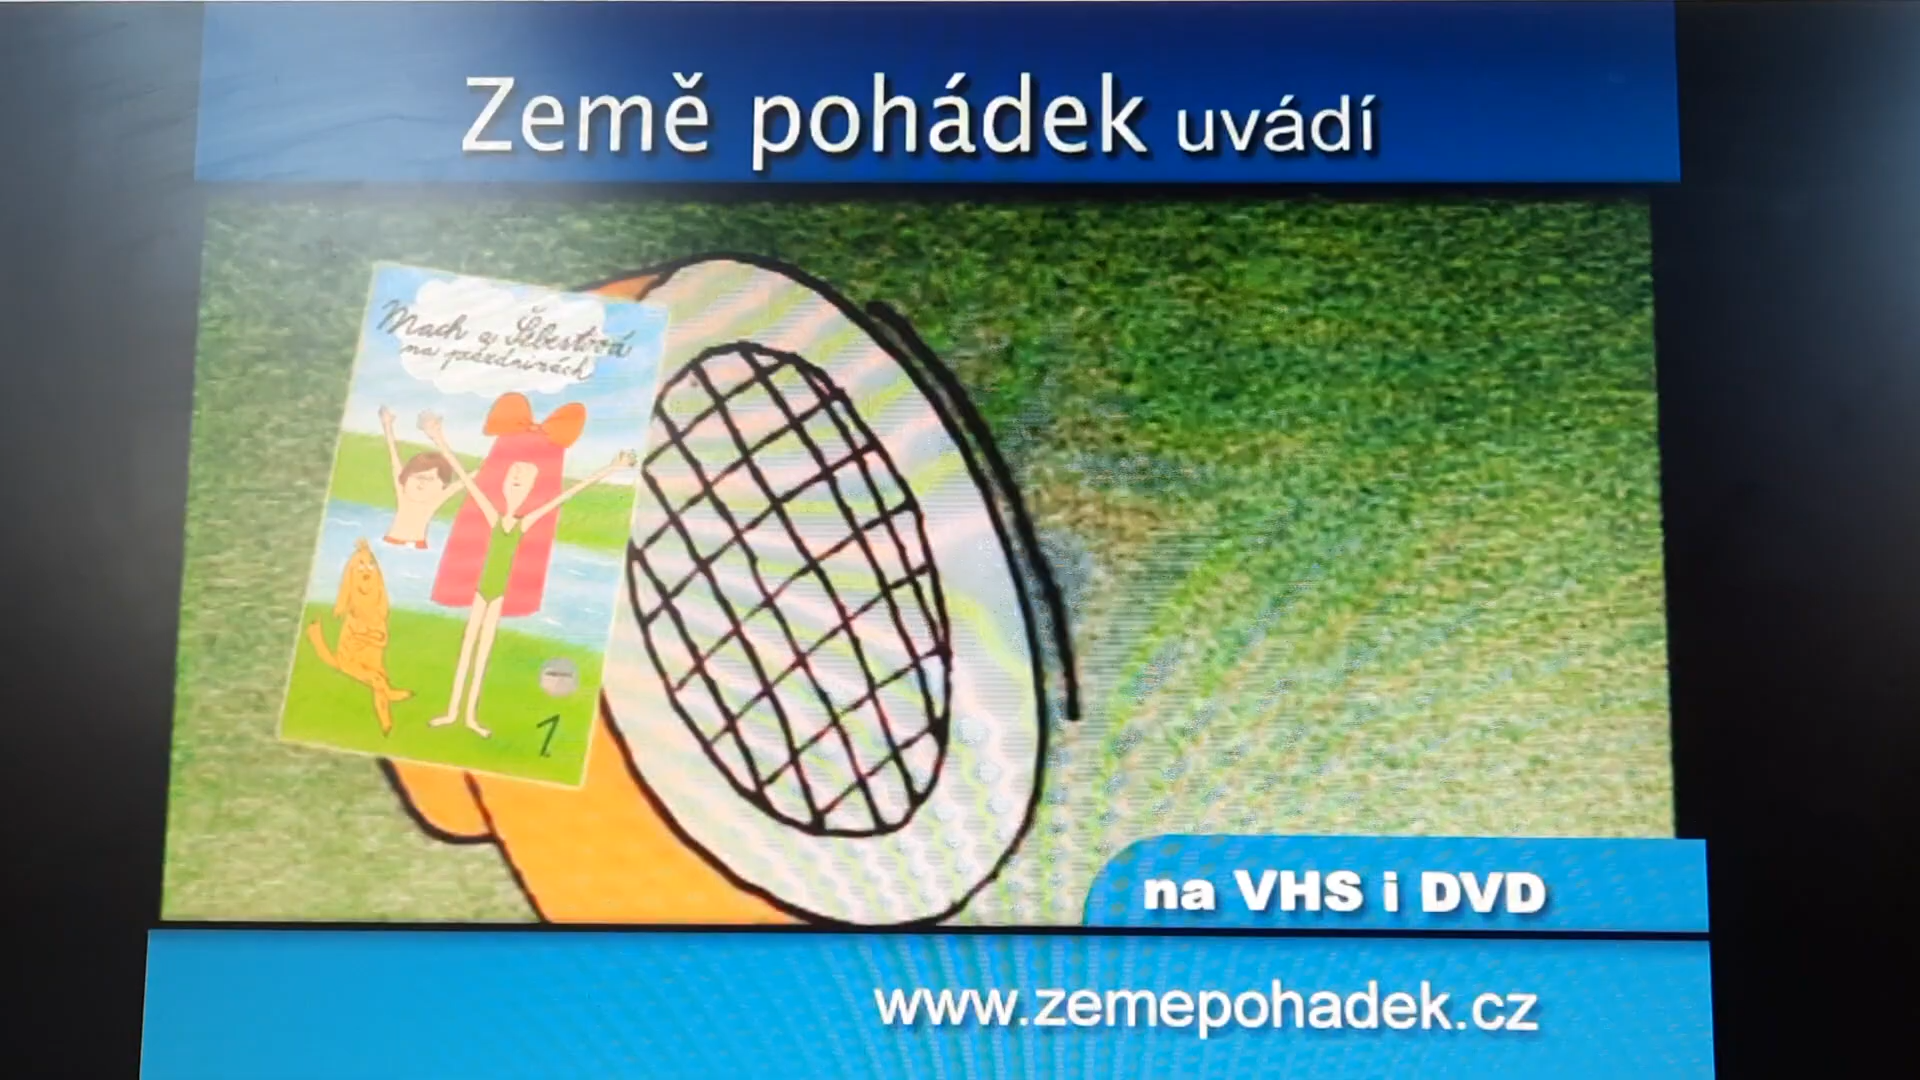 Země pohádek uvádí
Mach a Šebestová
na prázdninách
1.
na VHS i DVD
www.zemepohadek.cz